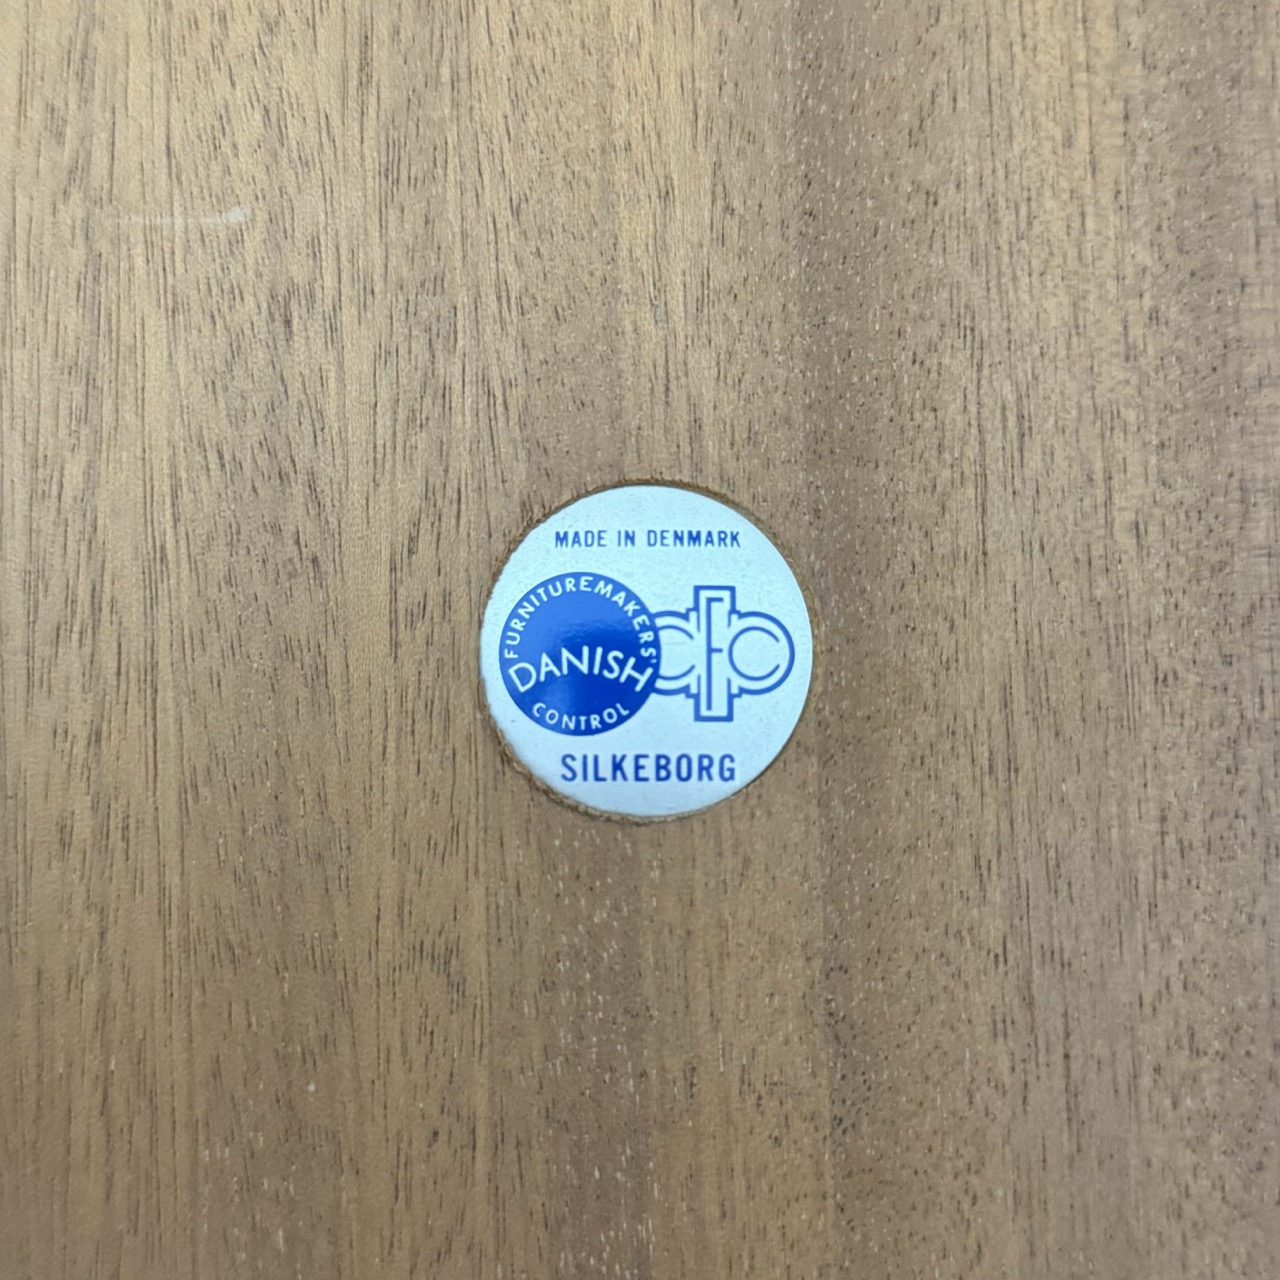 MADE IN DENMARK
FURNITUREMAKERS'
DANISH
CONTROL
CFC
SILKEBORG